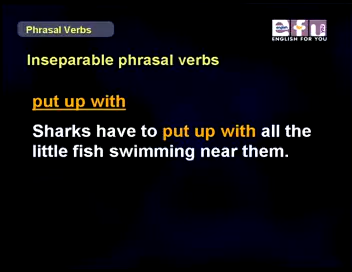 Phrasal Verbs
ENGLISH FOR YOU
Inseparable phrasal verbs
put up with
Sharks have to put up with all the
little fish swimming near them.